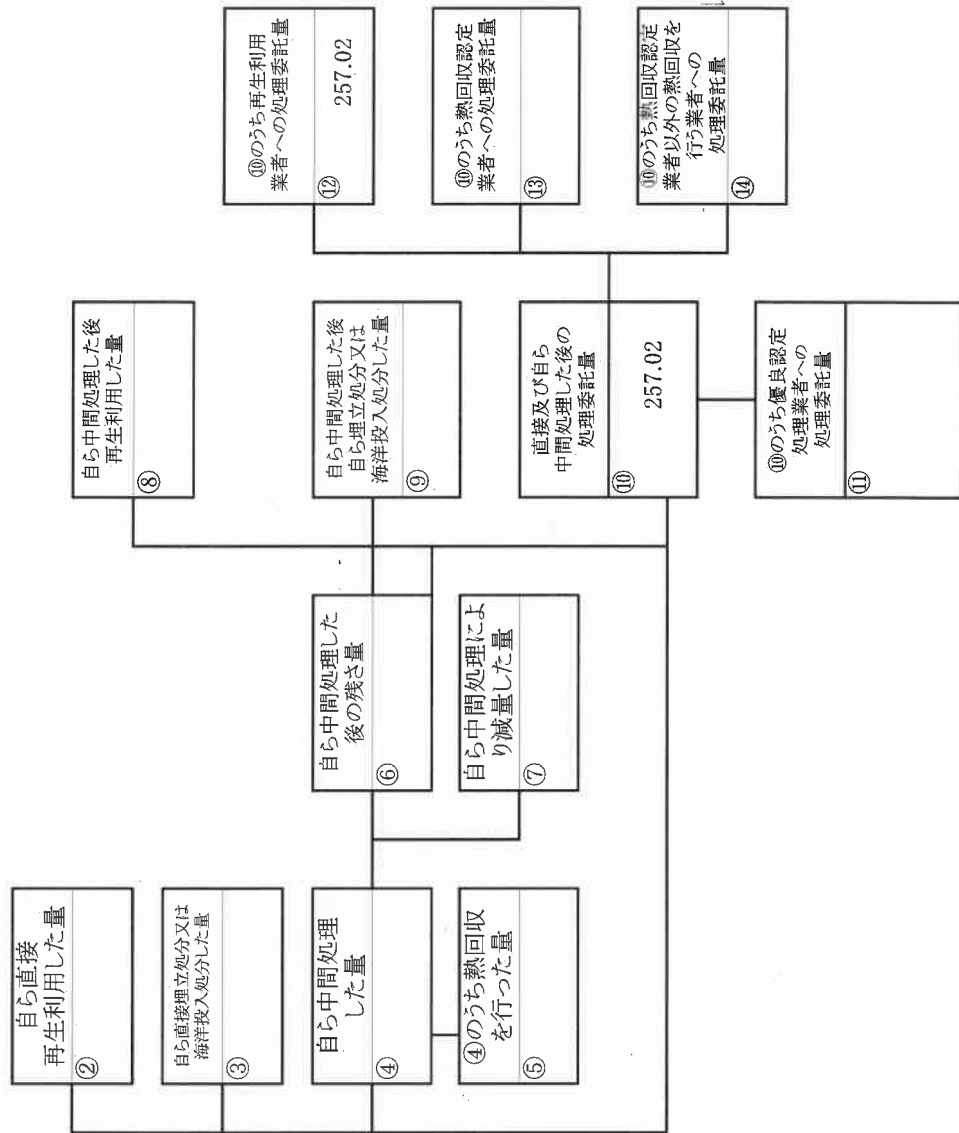 自ら直接
再生利用した量
②
自ら直接埋立処分又は
海洋投入処分した量
③
自ら中間処理
した量
④
④のうち熱回収
を行った量
⑤
自ら中間処理した
後の残さ量
⑥
自ら中間処理によ
り減量した量
⑦
自ら中間処理した後
再生利用した量
⑧
自ら中間処理した後
自ら埋立処分又は
海洋投入処分した量
⑨
直接及び自ら
中間処理した後の
処理委託量
⑩
257.02
⑩のうち優良認定
処理業者への
処理委託量
⑪
⑩のうち再生利用
業者への処理委託量
⑫
257.02
⑩のうち熱回収認定
業者への処理委託量
⑬
⑩のうち熱回収認定
業者以外の熱回収を
行う業者への
処理委託量
⑭